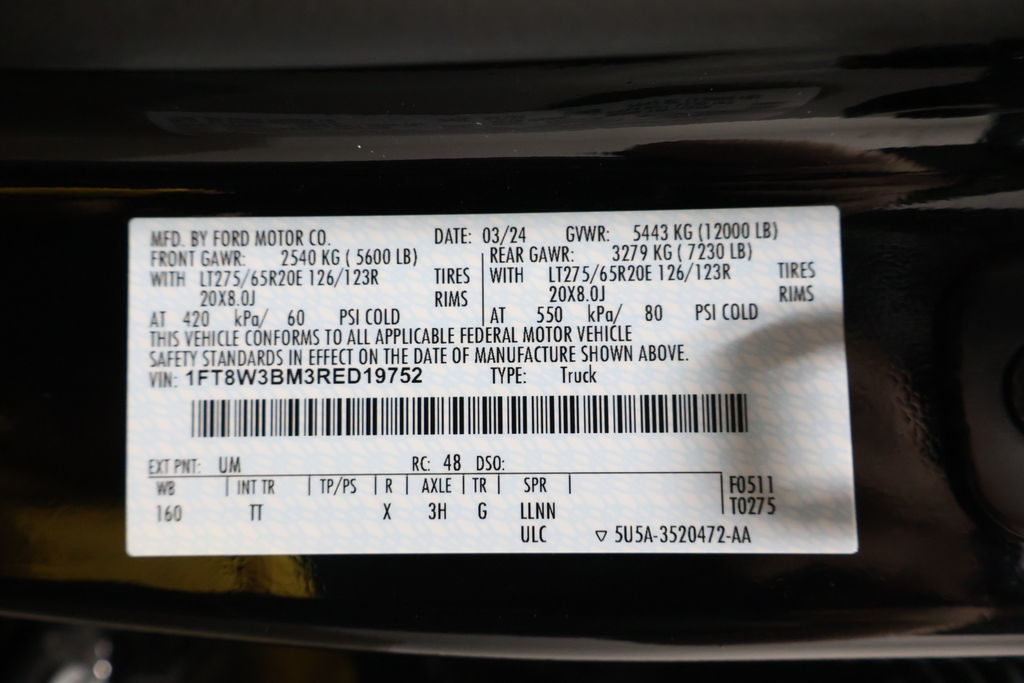 MFD. BY FORD MOTOR CO. DATE: 03/24 GVWR: 5443 KG (12000 LB)
FRONT GAWR: 2540 KG ( 5600 LB) REAR GAWR: 3279 KG ( 7230 LB)
WITH LT275/65R20E 126/123R TIRES WITH LT275/65R20E 126/123R TIRES
20X8.0J RIMS 20X8.0J RIMS
AT 420 kPa/ 60 PSI COLD AT 550 kPa/ 80 PSI COLD
THIS VEHICLE CONFORMS TO ALL APPLICABLE FEDERAL MOTOR VEHICLE
SAFETY STANDARDS IN EFFECT ON THE DATE OF MANUFACTURE SHOWN ABOVE.
VIN: 1FT8W3BM3RED19752 TYPE: Truck
EXT PNT: UM RC: 48 DSO:
WB INT TR TP/PS R AXLE TR SPR F0511
160 TT X 3H G LLNN T0275
ULC ▽ 5U5A-3520472-AA